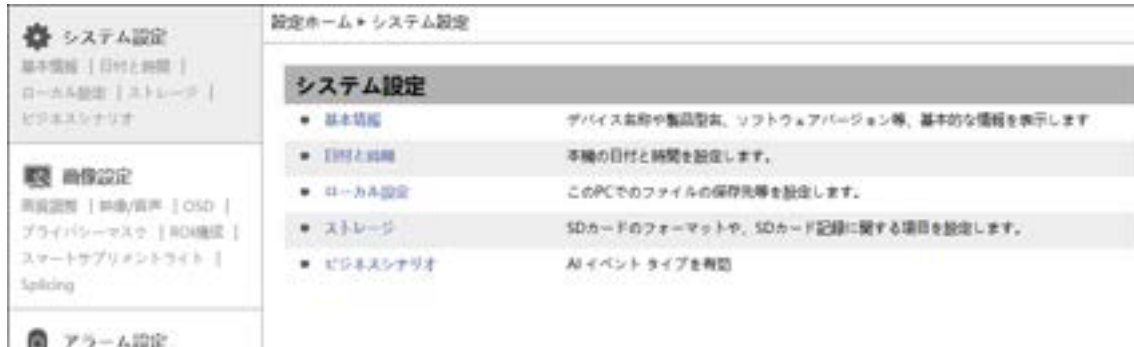 設定ホーム▸システム設定
システム設定
基本情報 | 日付と時間 |
ローカル設定 | ストレージ |
ビジネスシナリオ
画像設定
画質調整 | 映像/音声 | OSD |
プライバシーマスク | ROI機能 |
スマートサプリメントライト |
Splicing
アラーム設定
システム設定
• 基本情報 デバイス名称や製品型名、ソフトウェアバージョン等、基本的な情報を表示します
• 日付と時間 本機の日付と時間を設定します。
• ローカル設定 このPCでのファイルの保存先等を設定します。
• ストレージ SDカードのフォーマットや、SDカード記録に関する項目を設定します。
• ビジネスシナリオ AI イベント タイプを有効